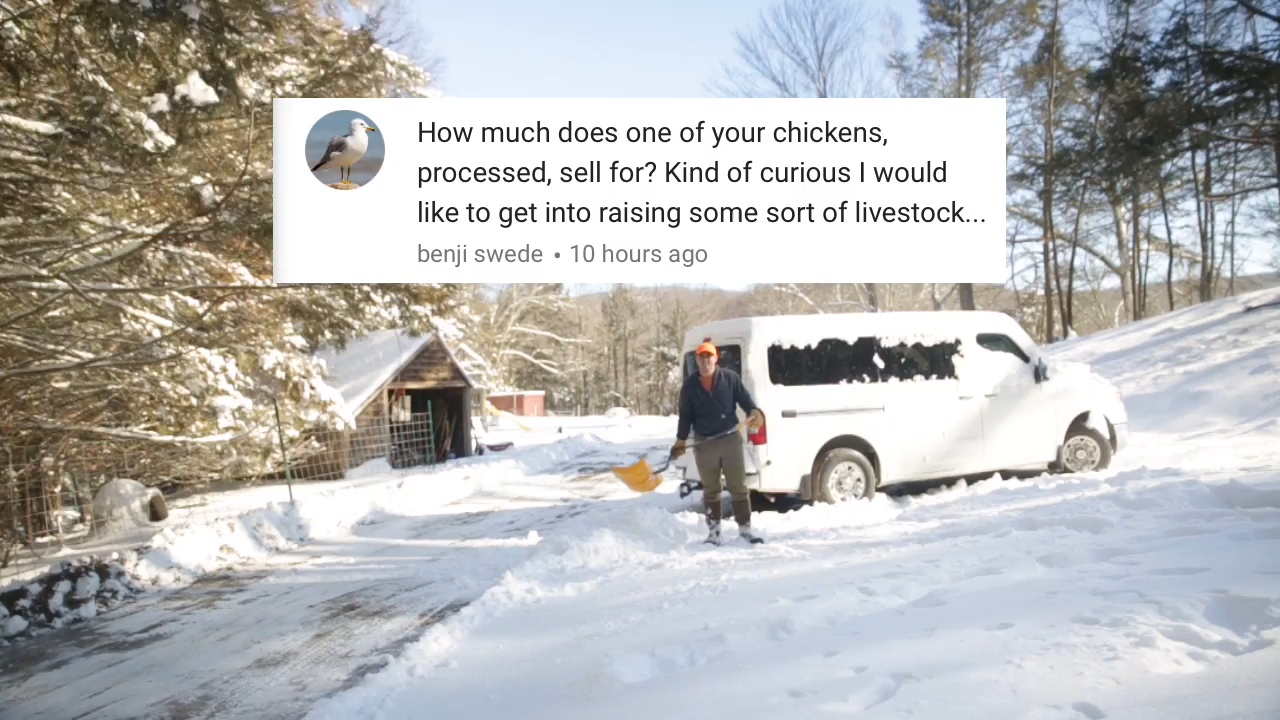 How much does one of your chickens,
processed, sell for? Kind of curious I would
like to get into raising some sort of livestock...
benji swede • 10 hours ago